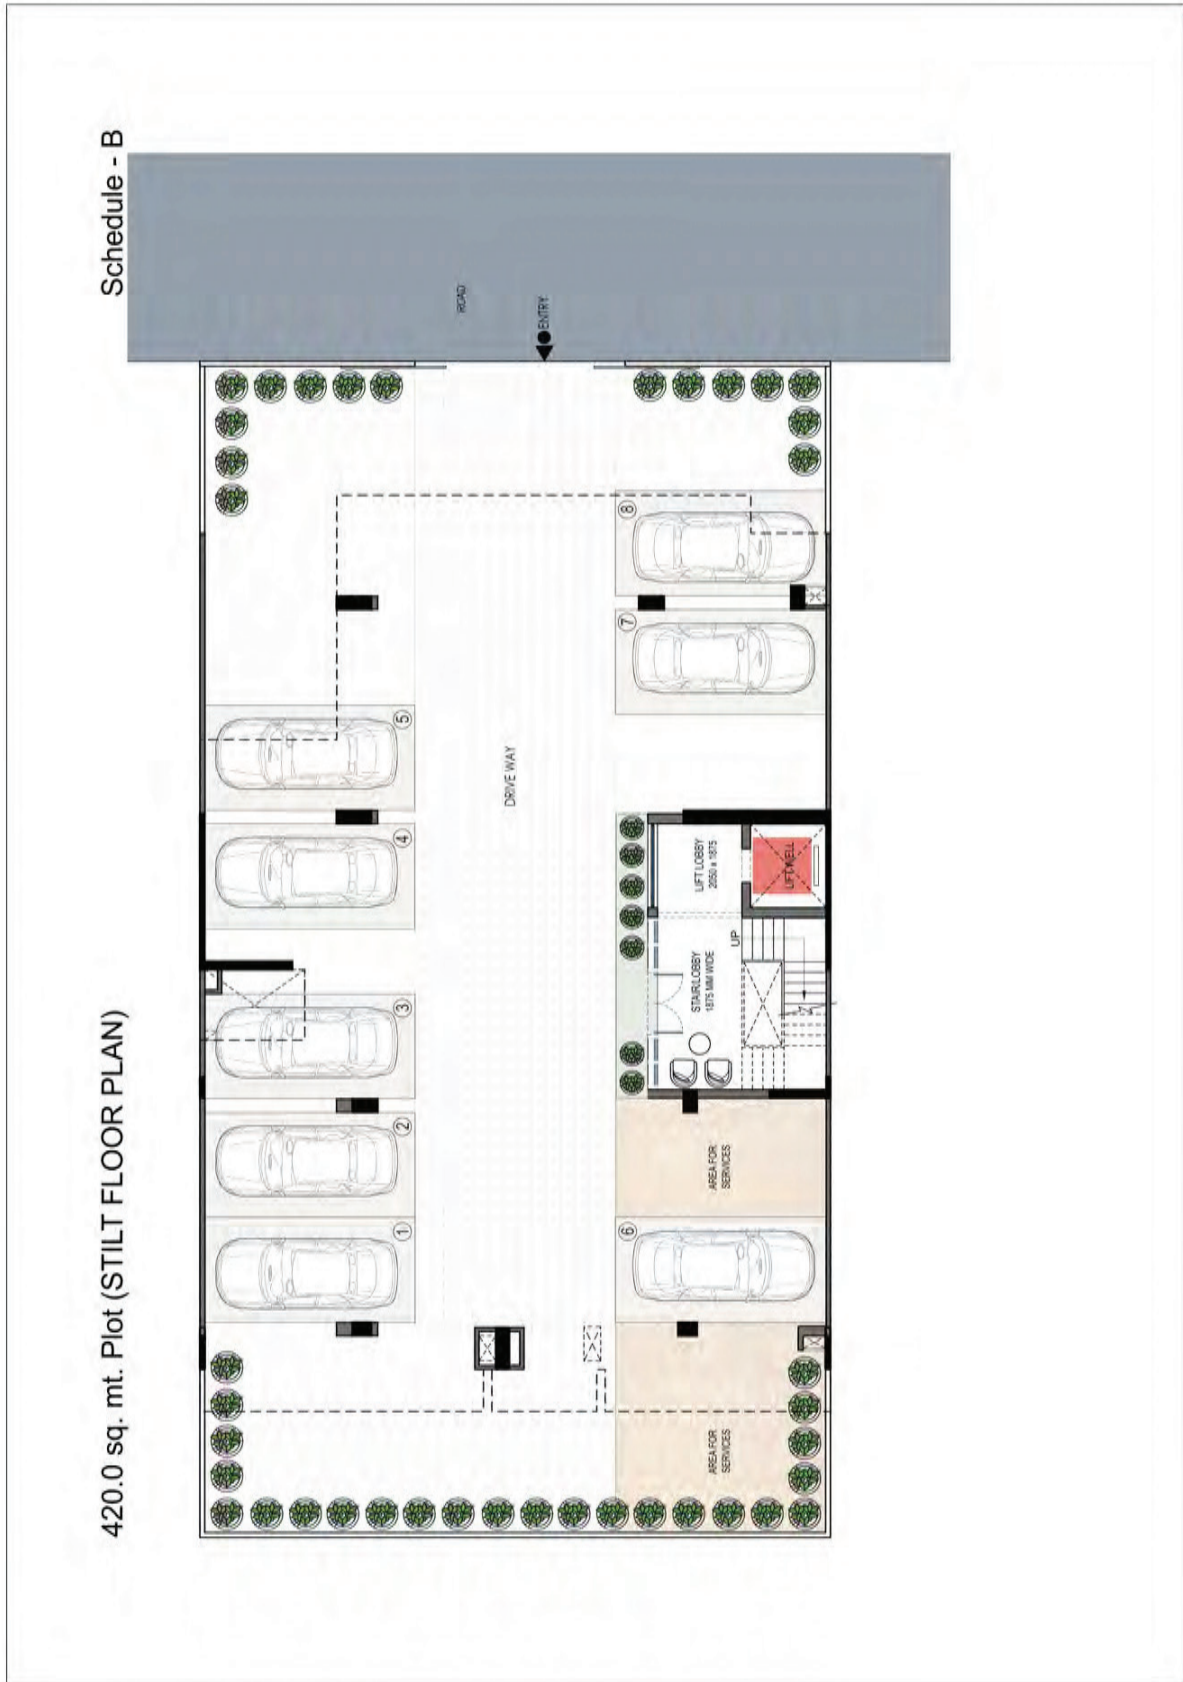 420.0 sq. mt. Plot (STILT FLOOR PLAN)
Schedule - B
ROAD
ENTRY
DRIVE WAY
1
2
3
4
5
6
7
8
AREA FOR
SERVICES
AREA FOR
SERVICES
STAIR LOBBY
1875 MM WIDE
UP
LIFT LOBBY
2050 x 1875
LIFT WELL